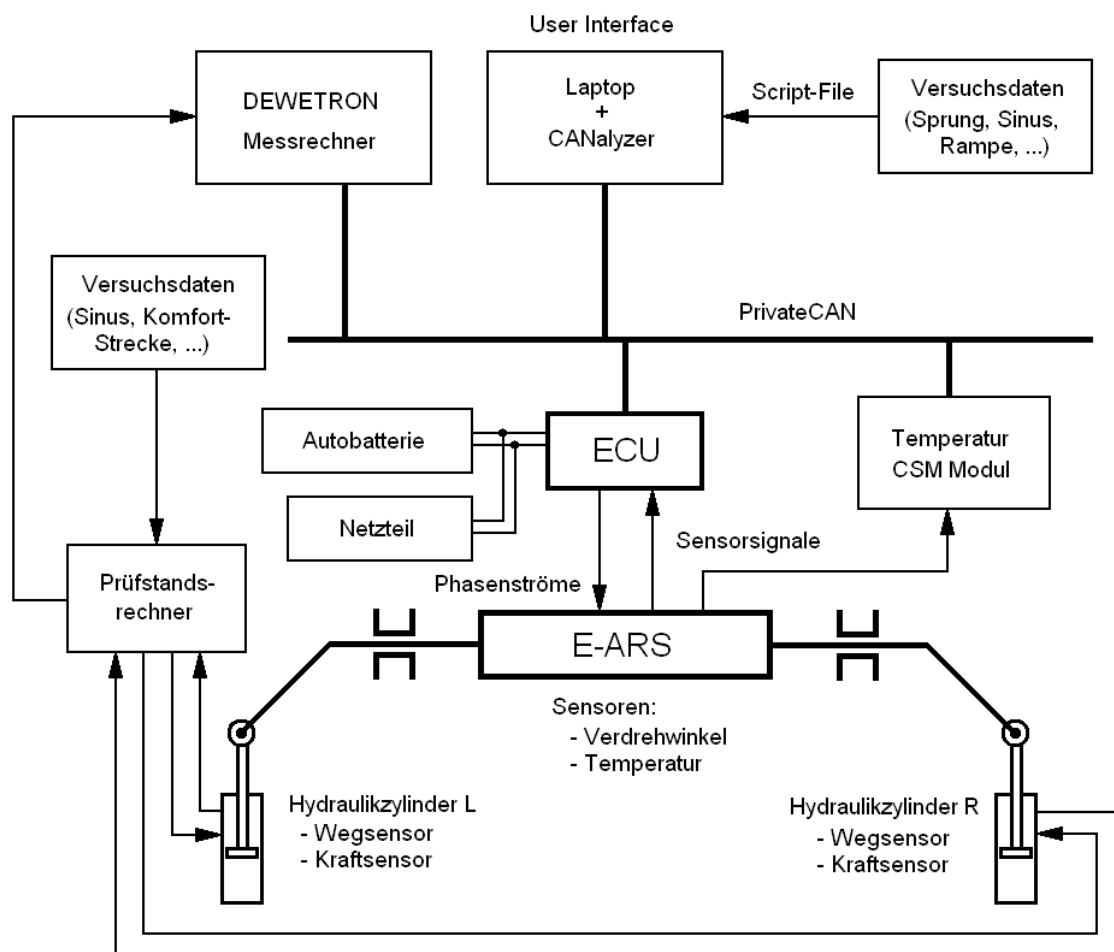 User Interface
DEWETRON
Messrechner
Laptop
+
CANalyzer
Script-File
Versuchsdaten
(Sprung, Sinus,
Rampe, ...)
Versuchsdaten
(Sinus, Komfort-
Strecke, ...)
PrivateCAN
Autobatterie
ECU
Temperatur
CSM Modul
Netzteil
Sensorsignale
Phasenströme
Prüfstands-
rechner
E-ARS
Sensoren:
- Verdrehwinkel
- Temperatur
Hydraulikzylinder L
- Wegsensor
- Kraftsensor
Hydraulikzylinder R
- Wegsensor
- Kraftsensor